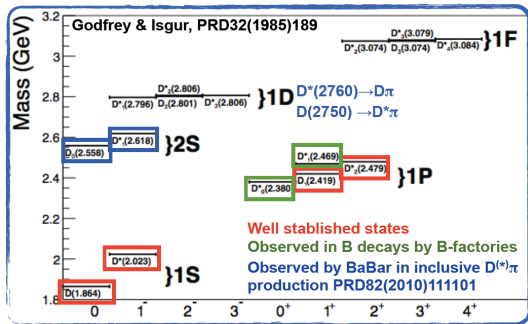 Godfrey & Isgur, PRD32(1985)189
Mass (GeV)
3.2
3
2.8
2.6
2.4
2.2
2
1.8
D*₃(3.079)
D*₂(3.074) D₃(3.074) D*₄(3.084)
}1F
D*₂(2.806)
D*₁(2.796) D₂(2.801) D*₃(2.806)
}1D
D*(2760)→Dπ
D(2750) →D*π
D*₁(2.618)
D₀(2.558)
}2S
D*₁(2.469)
D*₂(2.479)
D*₀(2.380)
D₁(2.419)
}1P
D*(2.023)
D(1.864)
}1S
Well stablished states
Observed in B decays by B-factories
Observed by BaBar in inclusive D⁽*⁾π
production PRD82(2010)111101
0⁻ 1⁻ 2⁻ 3⁻ 0⁺ 1⁺ 2⁺ 3⁺ 4⁺